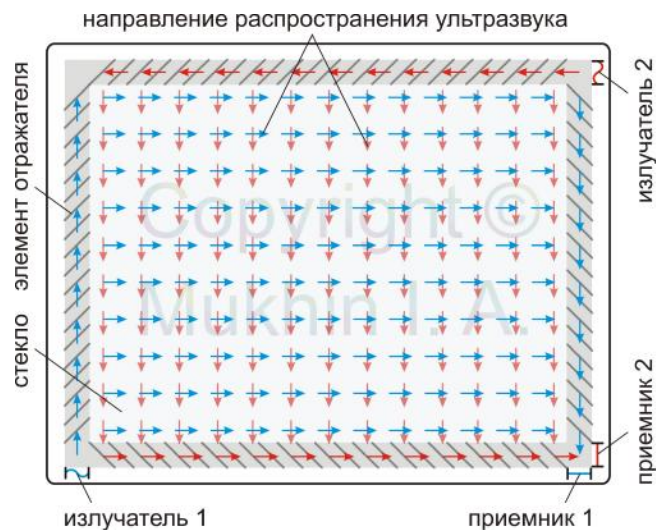 направление распространения ультразвука
излучатель 2
элемент отражателя
стекло
Copyright ©
Mukhin I. A.
приемник 2
излучатель 1
приемник 1